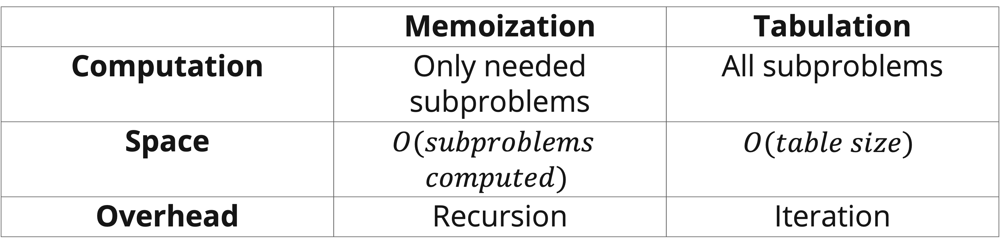 Memoization Tabulation
Computation Only needed All subproblems
subproblems
Space O(subproblems O(table size)
computed)
Overhead Recursion Iteration